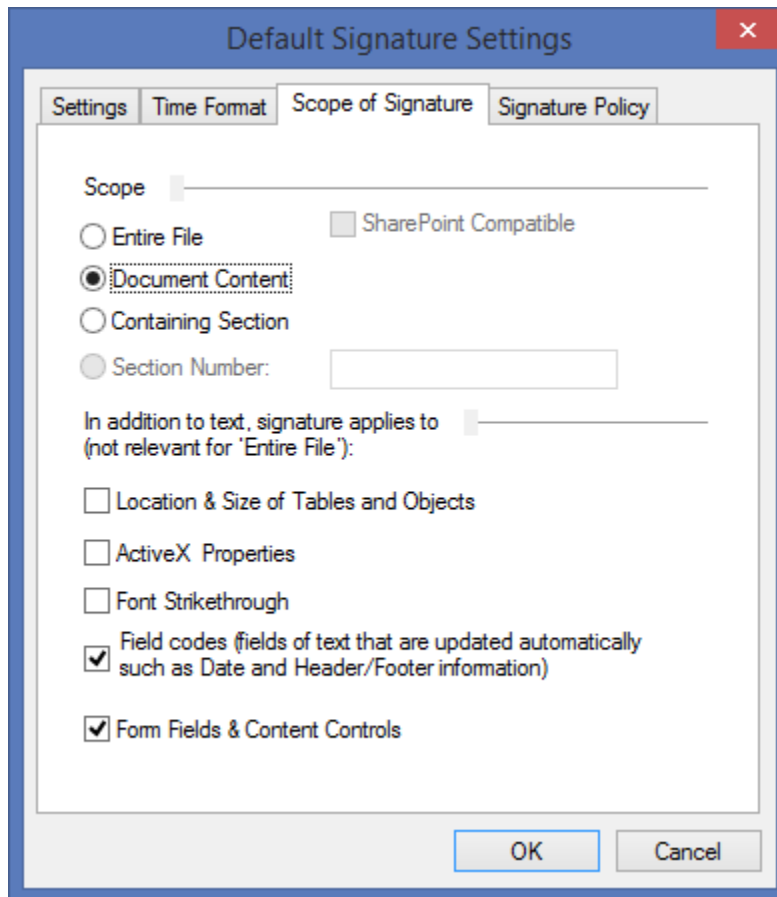 Default Signature Settings
Settings Time Format Scope of Signature Signature Policy
Scope
Entire File SharePoint Compatible
Document Content
Containing Section
Section Number:
In addition to text, signature applies to
(not relevant for 'Entire File'):
Location & Size of Tables and Objects
ActiveX Properties
Font Strikethrough
Field codes (fields of text that are updated automatically
such as Date and Header/Footer information)
Form Fields & Content Controls
OK Cancel